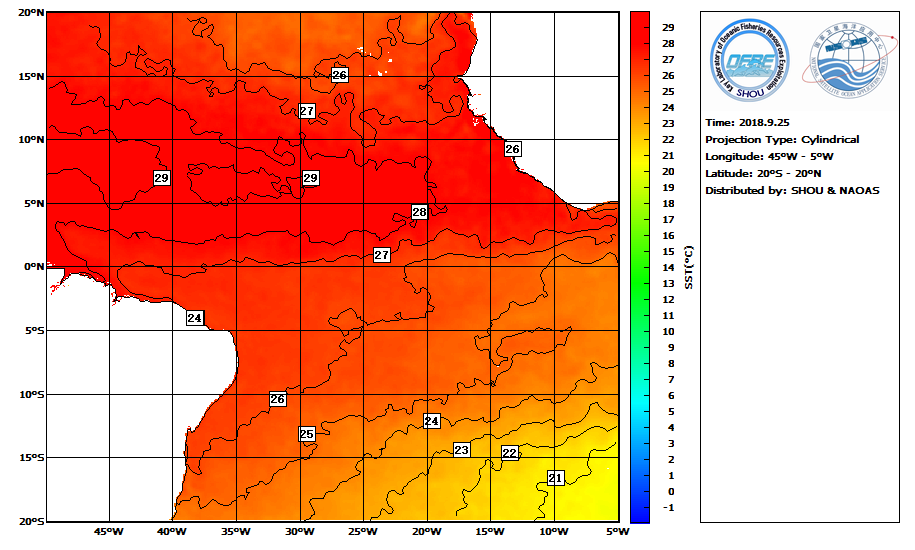 20°N
15°N
10°N
5°N
0°N
5°S
10°S
15°S
20°S
45°W
40°W
35°W
30°W
25°W
20°W
15°W
10°W
5°W
26
27
26
29
29
28
27
24
26
25
24
23
22
21
29
28
26
25
24
23
22
21
20
19
18
17
16
15
14
13
12
11
10
9
8
7
6
5
4
3
2
1
0
-1
SST(°C)
Key Laboratory of Oceanic Fisheries Resources Exploitation
OFRE
SHOU
Time: 2018.9.25
Projection Type: Cylindrical
Longitude: 45°W - 5°W
Latitude: 20°S - 20°N
Distributed by: SHOU & NAOAS